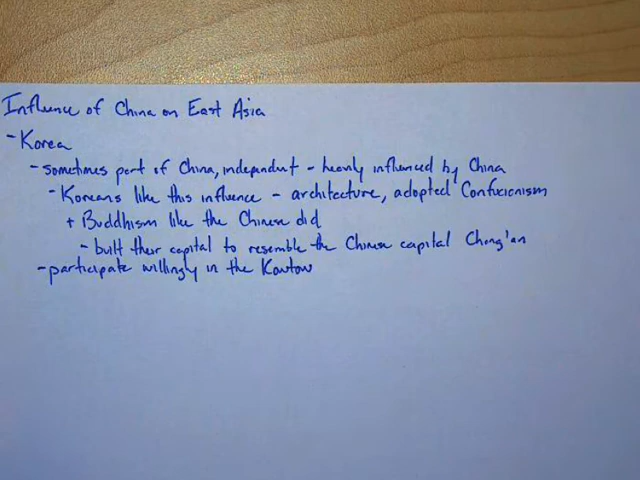 Influence of China on East Asia
- Korea
- sometimes part of China, independent - heavily influenced by China
- Koreans like this influence - architecture, adopted Confucionism
+ Buddhism like the Chinese did
- built their capital to resemble the Chinese capital Chang'an
- participate willingly in the Kowtow